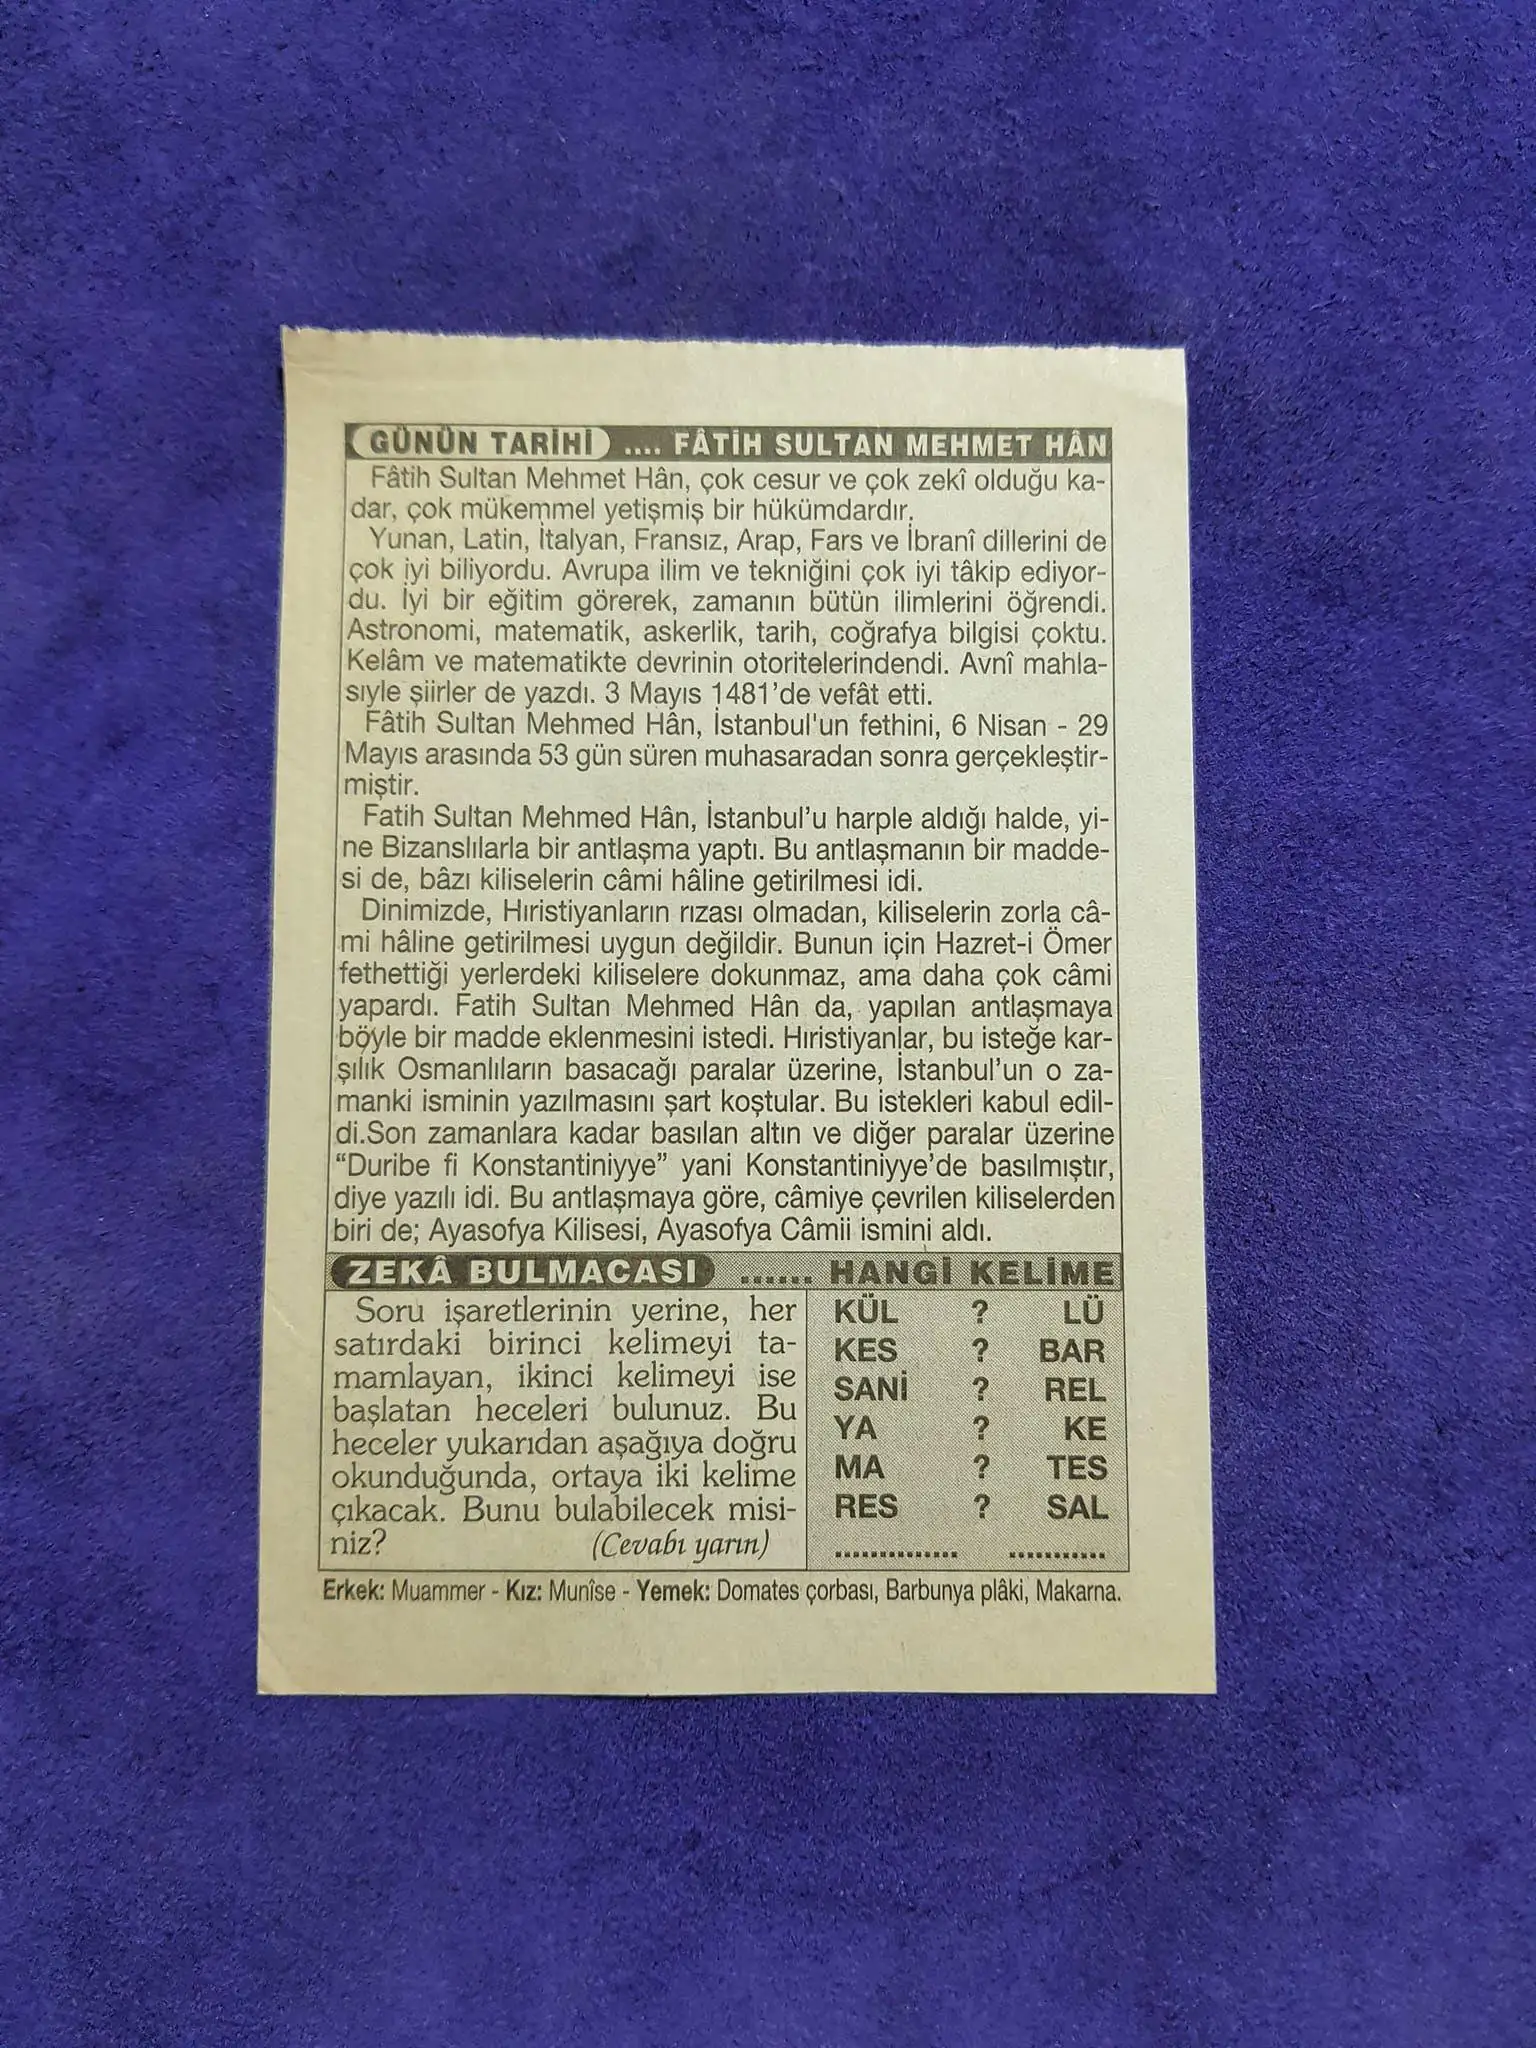 GÜNÜN TARİHİ .... FÂTİH SULTAN MEHMET HÂN
Fâtih Sultan Mehmet Hân, çok cesur ve çok zekî olduğu ka-
dar, çok mükemmel yetişmiş bir hükümdardır.
Yunan, Latin, İtalyan, Fransız, Arap, Fars ve İbranî dillerini de
çok iyi biliyordu. Avrupa ilim ve tekniğini çok iyi tâkip ediyor-
du. İyi bir eğitim görerek, zamanın bütün ilimlerini öğrendi.
Astronomi, matematik, askerlik, tarih, coğrafya bilgisi çoktu.
Kelâm ve matematikte devrinin otoritelerindendi. Avnî mahla-
sıyle şiirler de yazdı. 3 Mayıs 1481'de vefât etti.
Fâtih Sultan Mehmed Hân, İstanbul'un fethini, 6 Nisan - 29
Mayıs arasında 53 gün süren muhasaradan sonra gerçekleştir-
miştir.
Fatih Sultan Mehmed Hân, İstanbul'u harple aldığı halde, yi-
ne Bizanslılarla bir antlaşma yaptı. Bu antlaşmanın bir madde-
si de, bâzı kiliselerin câmi hâline getirilmesi idi.
Dinimizde, Hıristiyanların rızası olmadan, kiliselerin zorla câ-
mi hâline getirilmesi uygun değildir. Bunun için Hazret-i Ömer
fethettiği yerlerdeki kiliselere dokunmaz, ama daha çok câmi
yapardı. Fatih Sultan Mehmed Hân da, yapılan antlaşmaya
böyle bir madde eklenmesini istedi. Hıristiyanlar, bu isteğe kar-
şılık Osmanlıların basacağı paralar üzerine, İstanbul'un o za-
manki isminin yazılmasını şart koştular. Bu istekleri kabul edil-
di.Son zamanlara kadar basılan altın ve diğer paralar üzerine
“Duribe fi Konstantiniyye” yani Konstantiniyye'de basılmıştır,
diye yazılı idi. Bu antlaşmaya göre, câmiye çevrilen kiliselerden
biri de; Ayasofya Kilisesi, Ayasofya Câmii ismini aldı.
ZEKÂ BULMACASI ...... HANGİ KELİME
Soru işaretlerinin yerine, her
satırdaki birinci kelimeyi ta-
mamlayan, ikinci kelimeyi ise
başlatan heceleri bulunuz. Bu
heceler yukarıdan aşağıya doğru
okunduğunda, ortaya iki kelime
çıkacak. Bunu bulabilecek misi-
niz? (Cevabı yarın)
KÜL ? LÜ
KES ? BAR
SANİ ? REL
YA ? KE
MA ? TES
RES ? SAL
.............. ...........
Erkek: Muammer - Kız: Munîse - Yemek: Domates çorbası, Barbunya plâki, Makarna.